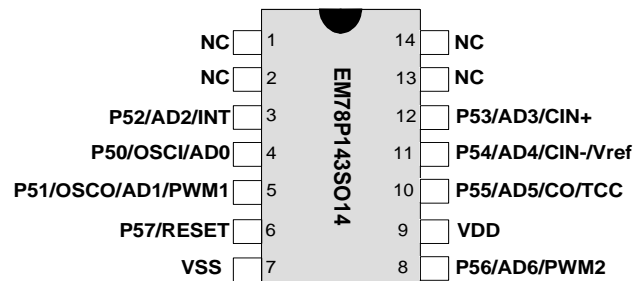 NC 1 14 NC
NC 2 13 NC
P52/AD2/INT 3 12 P53/AD3/CIN+
P50/OSCI/AD0 4 11 P54/AD4/CIN-/Vref
P51/OSCO/AD1/PWM1 5 10 P55/AD5/CO/TCC
P57/RESET 6 9 VDD
VSS 7 8 P56/AD6/PWM2
EM78P143SO14